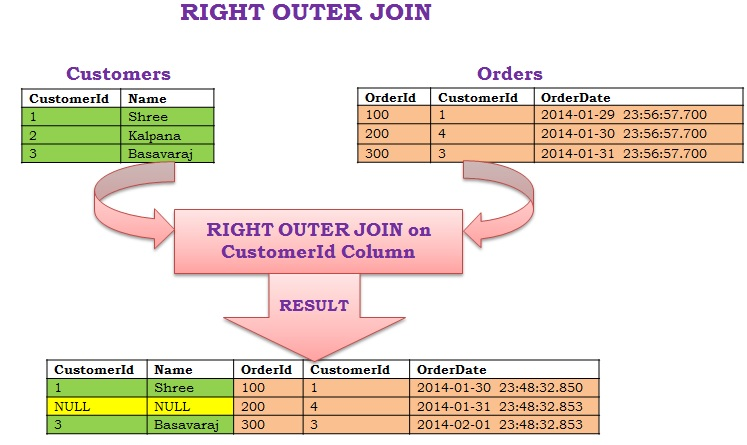 RIGHT OUTER JOIN
Customers
CustomerId Name
1 Shree
2 Kalpana
3 Basavaraj
Orders
OrderId CustomerId OrderDate
100 1 2014-01-29 23:56:57.700
200 4 2014-01-30 23:56:57.700
300 3 2014-01-31 23:56:57.700
RIGHT OUTER JOIN on
CustomerId Column
RESULT
CustomerId Name OrderId CustomerId OrderDate
1 Shree 100 1 2014-01-30 23:48:32.850
NULL NULL 200 4 2014-01-31 23:48:32.853
3 Basavaraj 300 3 2014-02-01 23:48:32.853